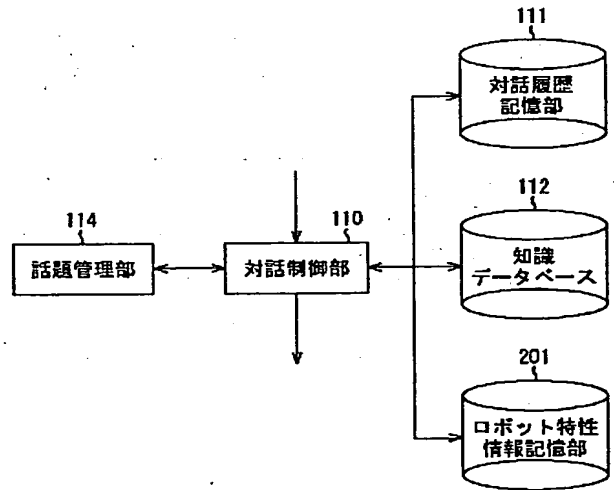 111
対話履歴
記憶部
112
知識
データベース
114
話題管理部
110
対話制御部
201
ロボット特性
情報記憶部